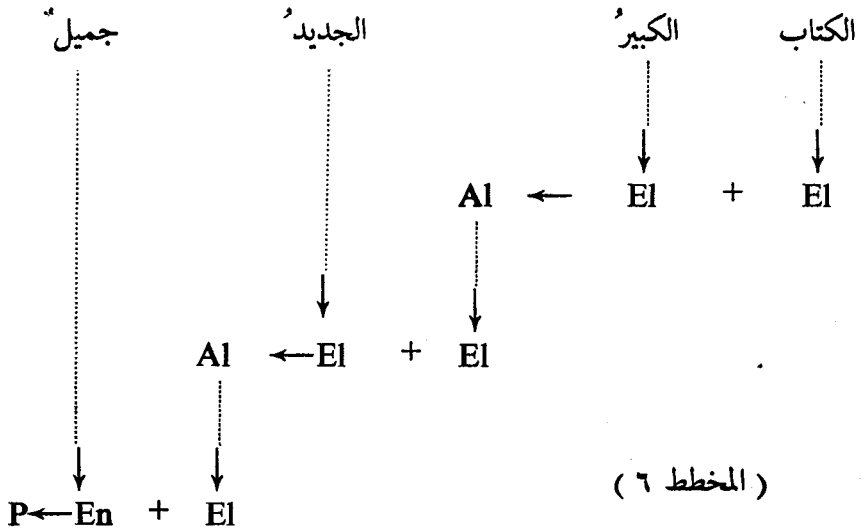 الكتاب الكبيرُ الجديدُ جميلٌ
El + El ← Al
El + El ← Al
(المخطط ٦)
El + En ← P